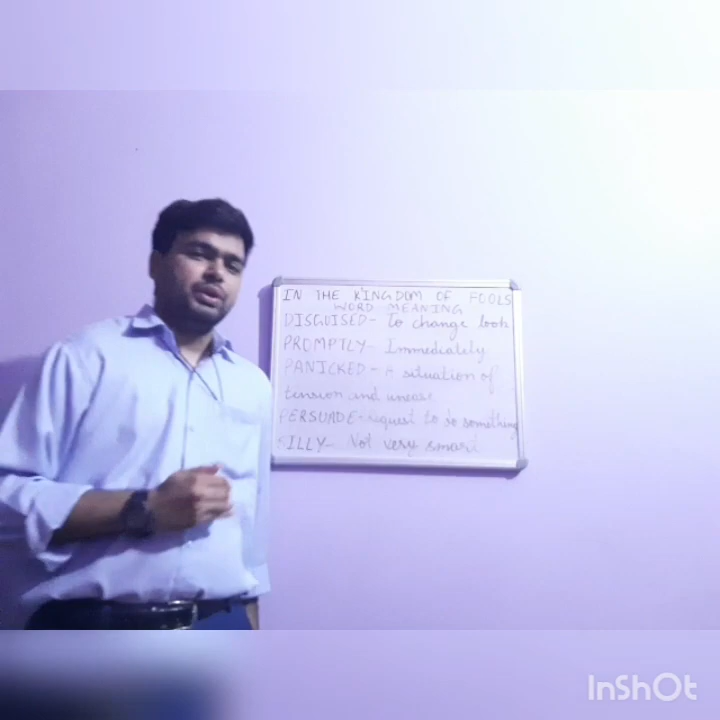 IN THE KINGDOM OF FOOLS
WORD MEANING
DISGUISED- To change look
PROMPTLY- Immediately
PANICKED - A situation of
tension and unease
PERSUADE- request to do something
SILLY- Not very smart
InShOt